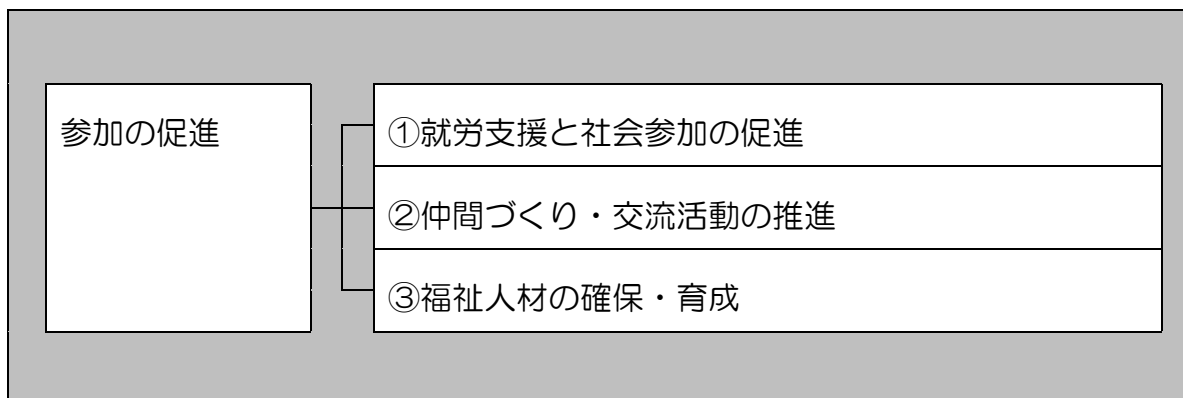 参加の促進
①就労支援と社会参加の促進
②仲間づくり・交流活動の推進
③福祉人材の確保・育成